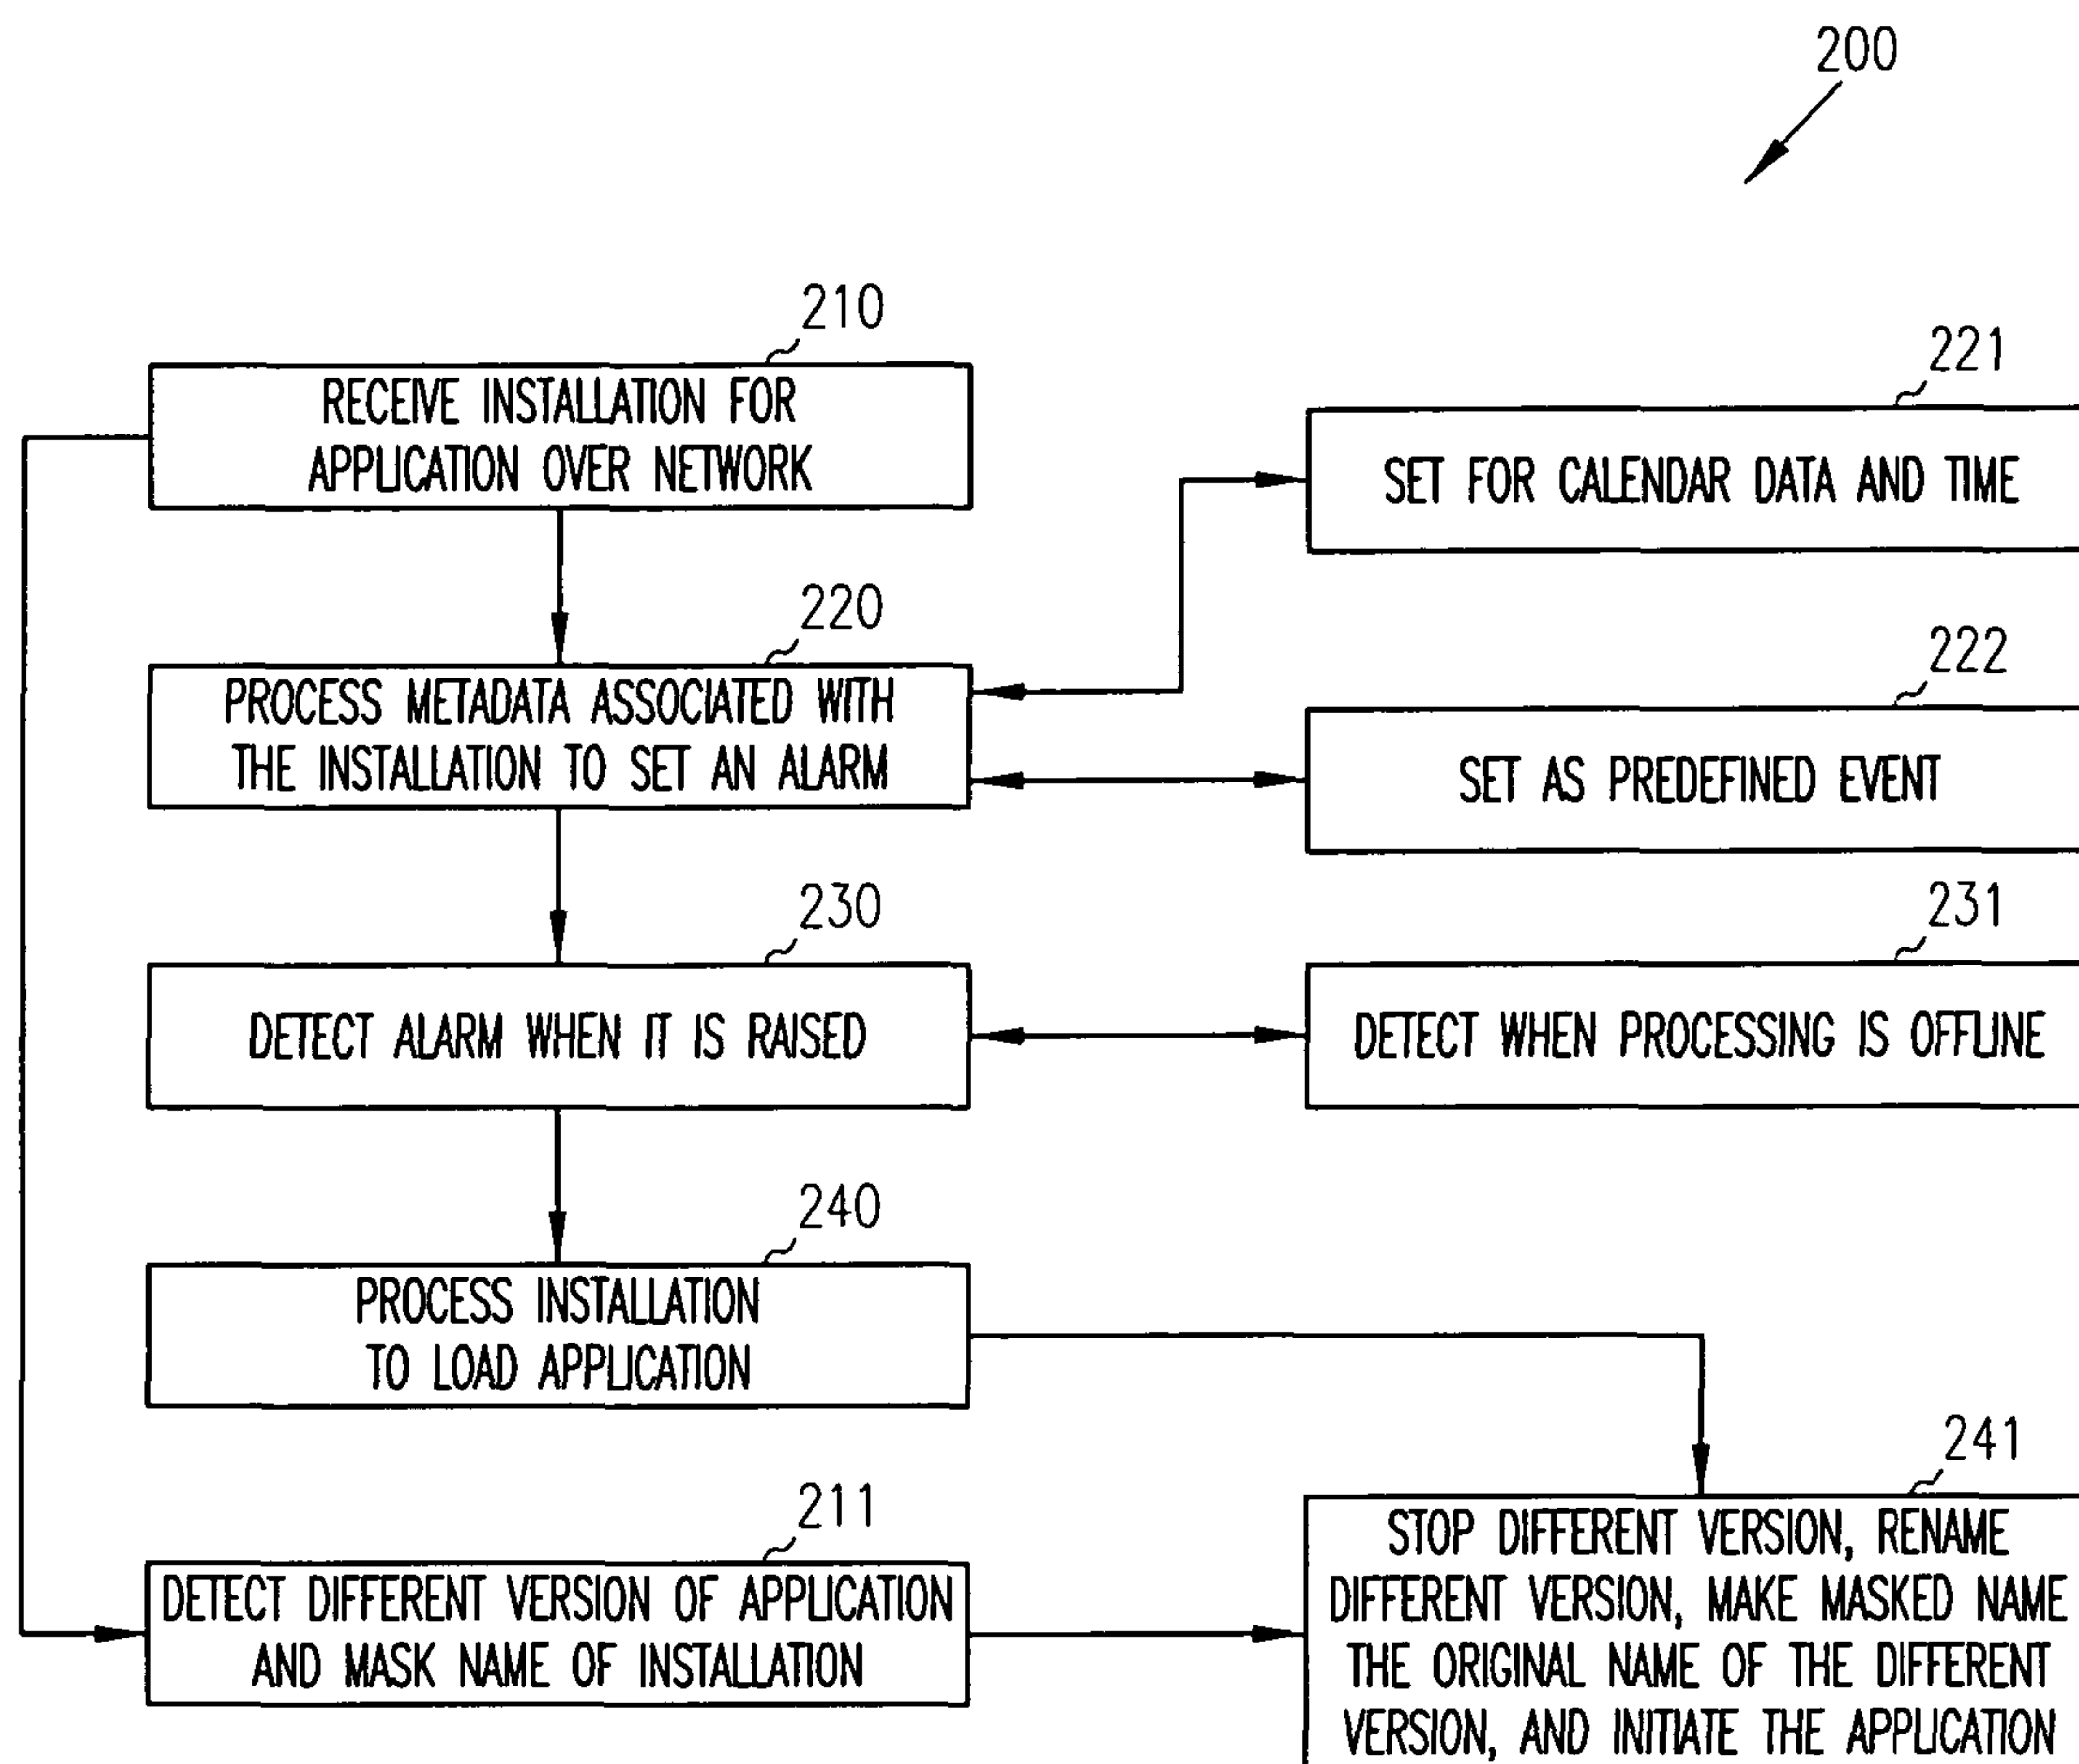 200
210
RECEIVE INSTALLATION FOR
APPLICATION OVER NETWORK
221
SET FOR CALENDAR DATA AND TIME
220
PROCESS METADATA ASSOCIATED WITH
THE INSTALLATION TO SET AN ALARM
222
SET AS PREDEFINED EVENT
230
DETECT ALARM WHEN IT IS RAISED
231
DETECT WHEN PROCESSING IS OFFLINE
240
PROCESS INSTALLATION
TO LOAD APPLICATION
211
DETECT DIFFERENT VERSION OF APPLICATION
AND MASK NAME OF INSTALLATION
241
STOP DIFFERENT VERSION, RENAME
DIFFERENT VERSION, MAKE MASKED NAME
THE ORIGINAL NAME OF THE DIFFERENT
VERSION, AND INITIATE THE APPLICATION